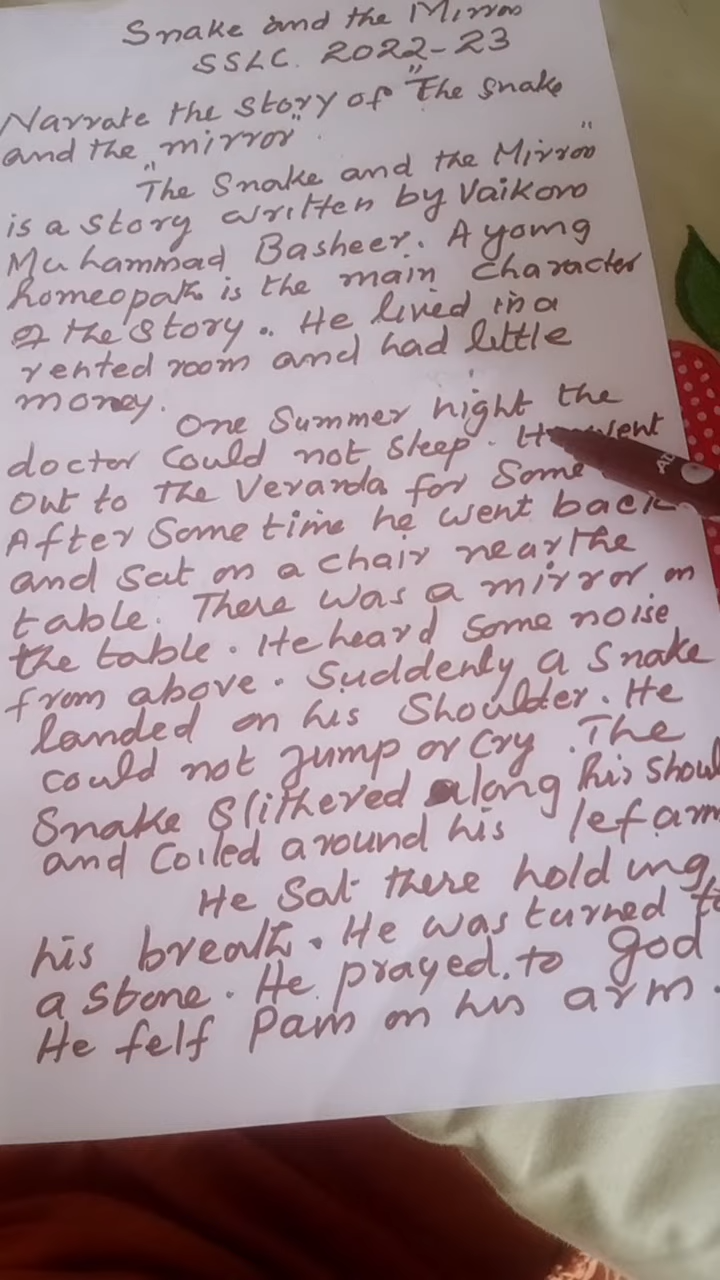 Snake and the Mirror
SSLC. 2022-23
Narrate the story of "The Snake
and the "mirror".
"The Snake and the Mirror"
is a story written by Vaikom
Muhammad Basheer. A young
homeopath is the main character
of the story. He lived in a
rented room and had little
money.
One Summer night the
doctor could not sleep. went
out to the Veranda for Some
After Some time he went back
and sat on a chair near the
table. There was a mirror on
the table. He heard some noise
from above. Suddenly a Snake
landed on his Shoulder. He
could not jump or cry. The
Snake Slithered along his Shoul
and Coiled around his lef arm
He Sat there holding
his breath. He was turned to
a stone. He prayed to god
He felf Pain on his arm.